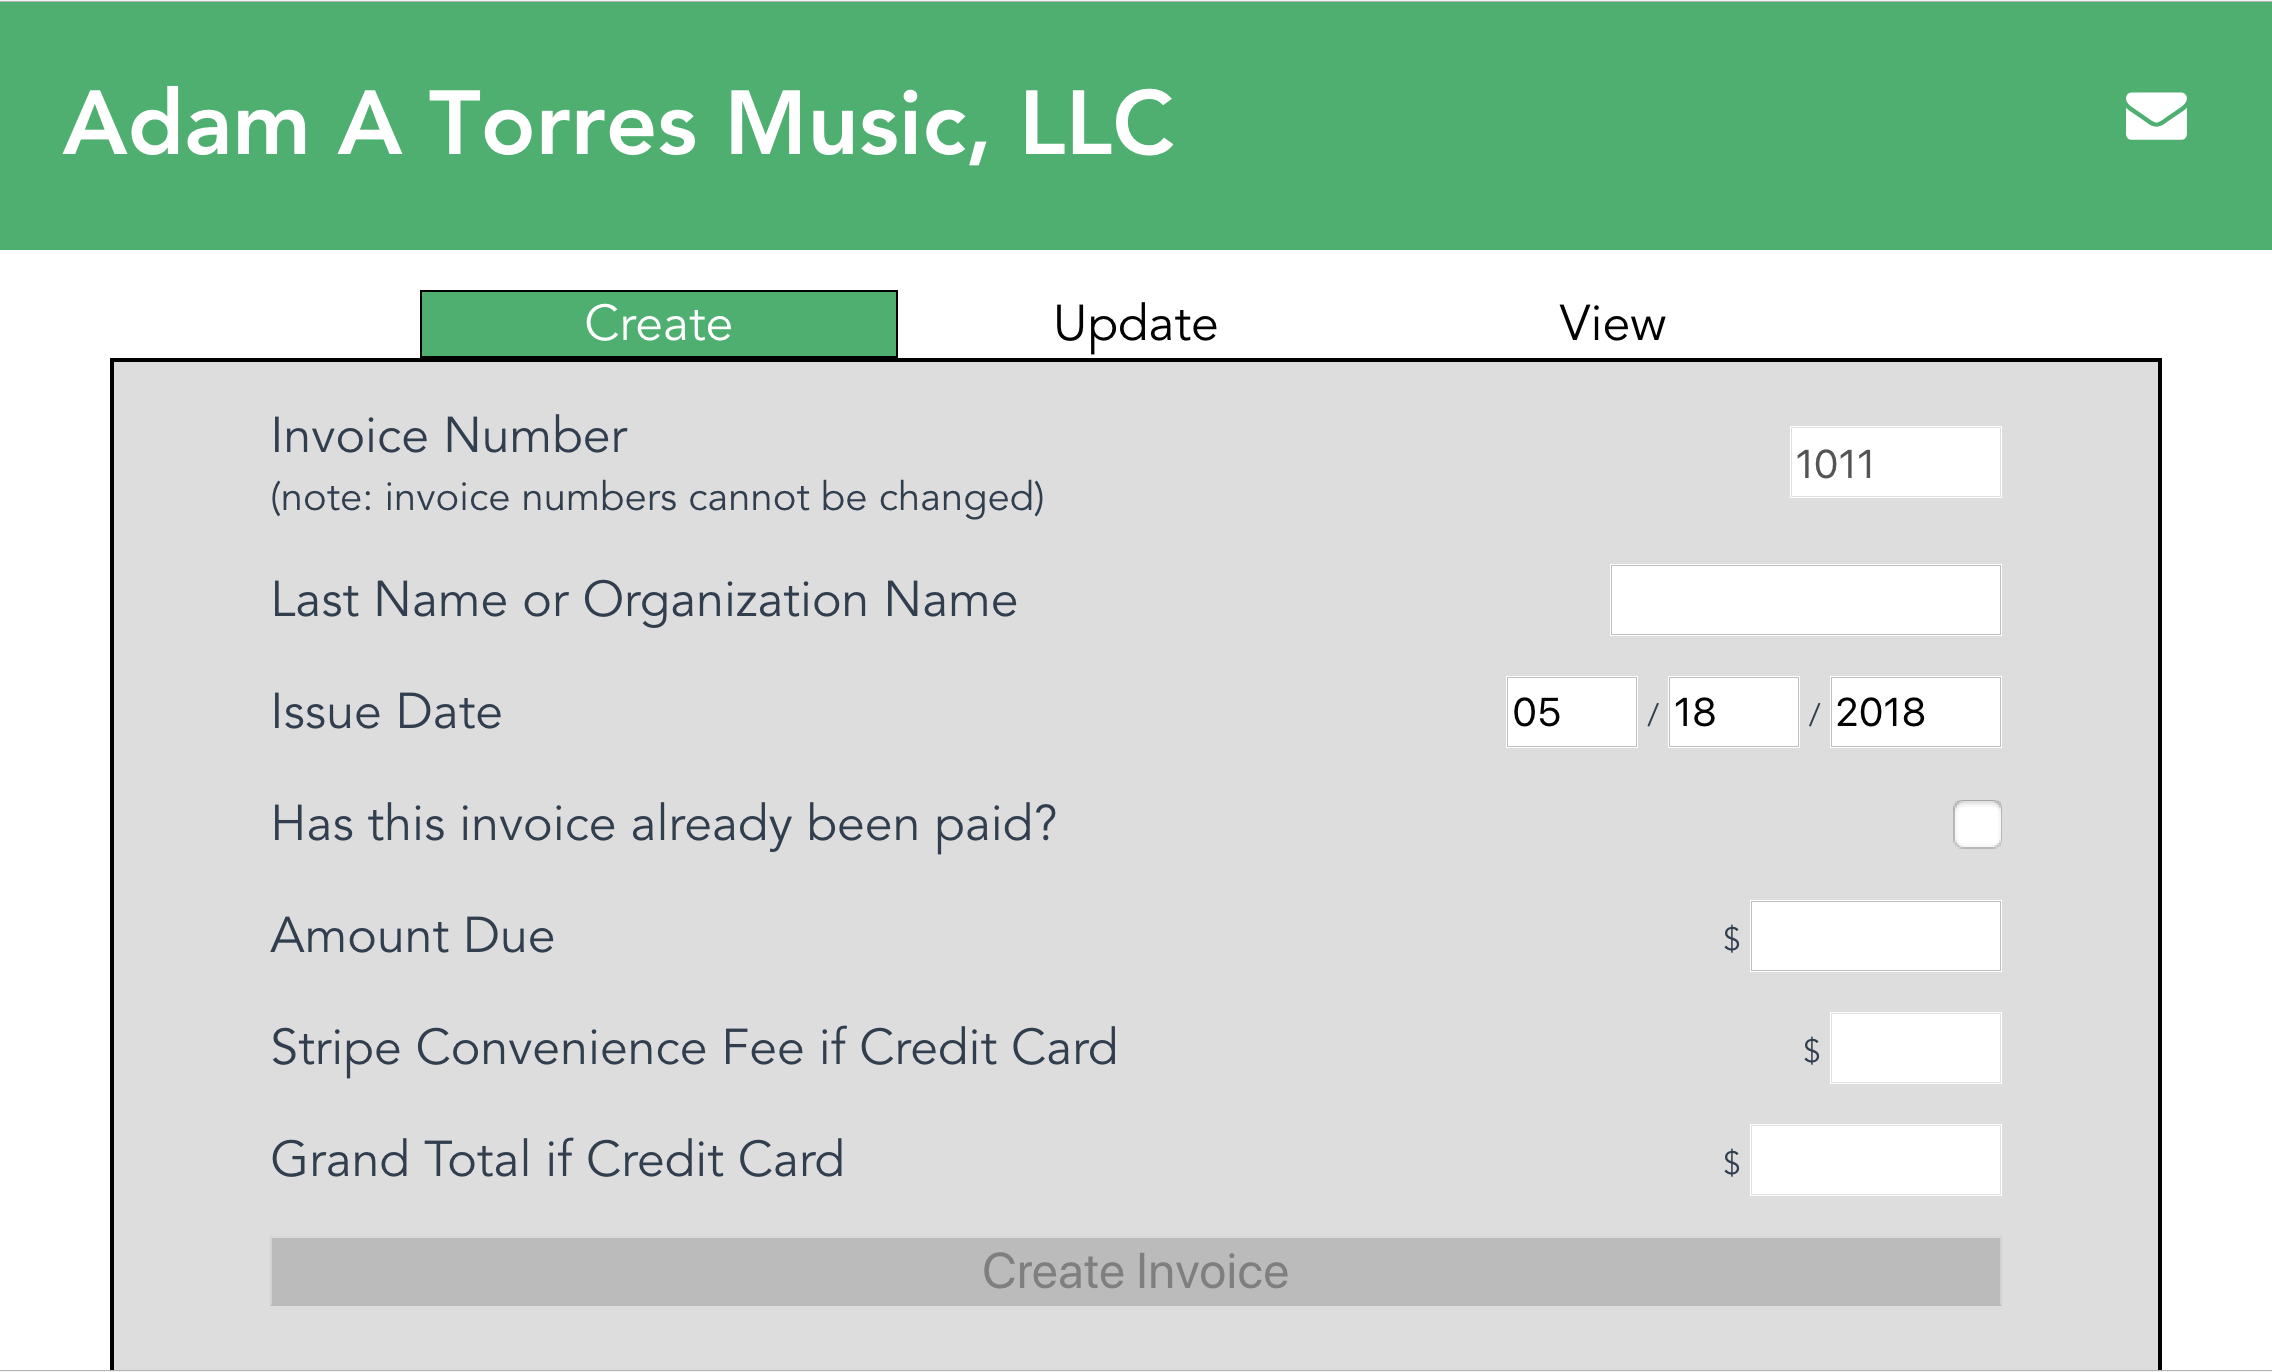 Adam A Torres Music, LLC
Create Update View
Invoice Number 1011
(note: invoice numbers cannot be changed)
Last Name or Organization Name
Issue Date 05 / 18 / 2018
Has this invoice already been paid?
Amount Due $
Stripe Convenience Fee if Credit Card $
Grand Total if Credit Card $
Create Invoice